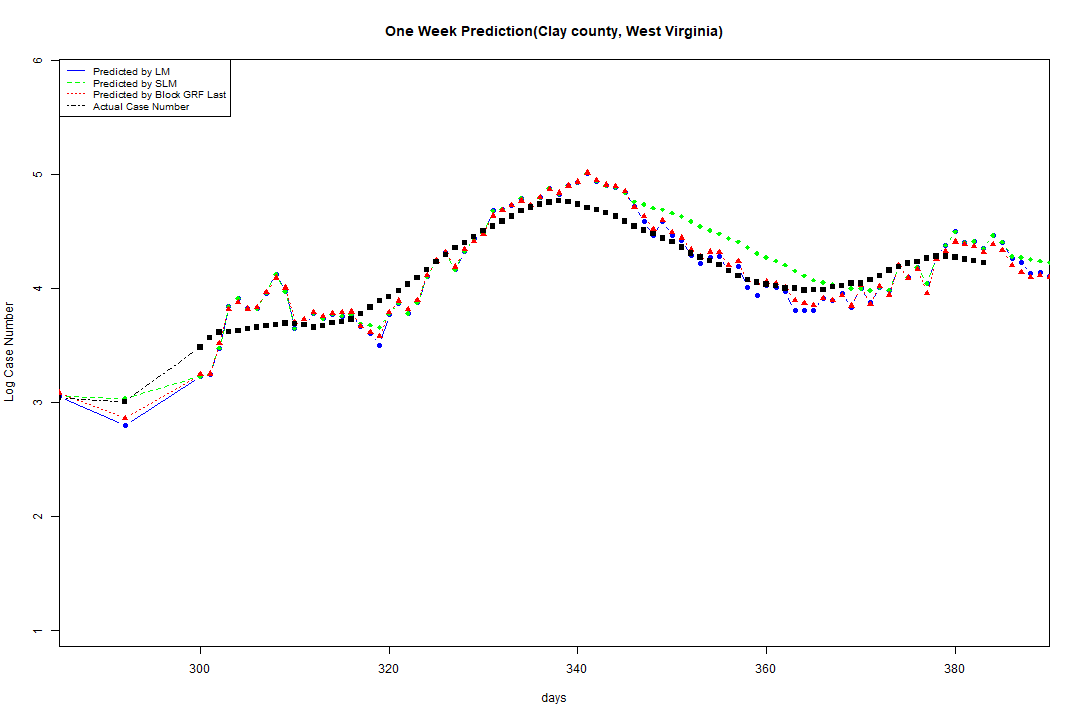 One Week Prediction(Clay county, West Virginia)
6
Predicted by LM
Predicted by SLM
Predicted by Block GRF Last
Actual Case Number
5
4
3
2
1
Log Case Number
300 320 340 360 380
days